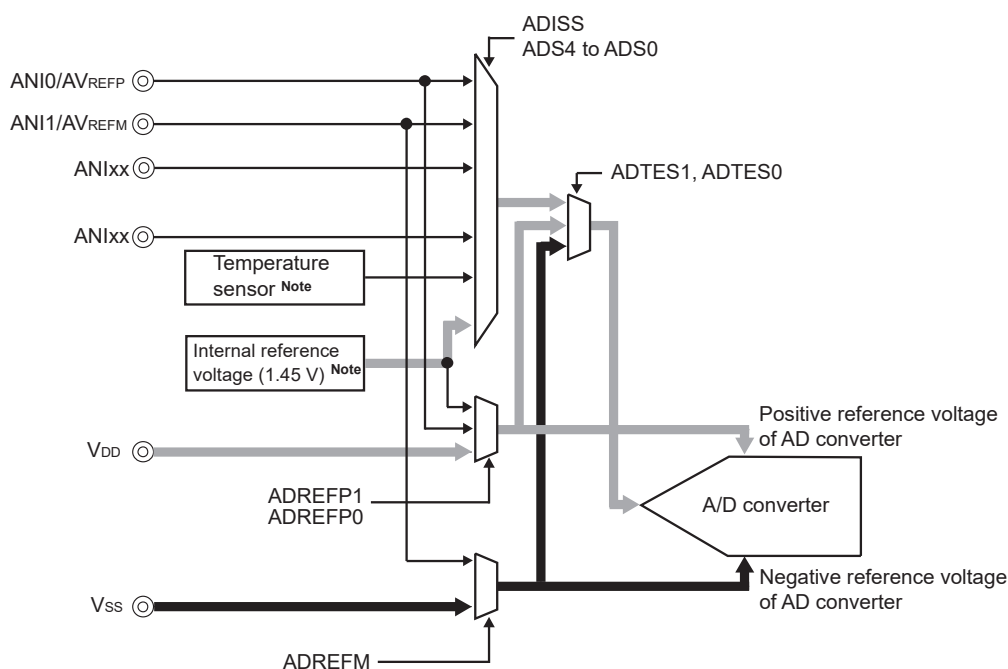 ADISS
ADS4 to ADS0
ANI0/AVREFP
ANI1/AVREFM
ANIxx
ADTES1, ADTES0
ANIxx
Temperature
sensor Note
Internal reference
voltage (1.45 V) Note
Positive reference voltage
of AD converter
VDD
ADREFP1
ADREFP0
A/D converter
Negative reference voltage
of AD converter
VSS
ADREFM